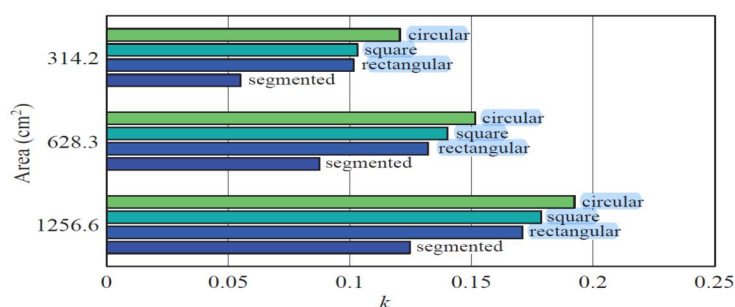 circular
square
314.2
rectangular
segmented
circular
square
628.3
rectangular
segmented
circular
square
1256.6
rectangular
segmented
Area (cm²)
0 0.05 0.1 0.15 0.2 0.25
k